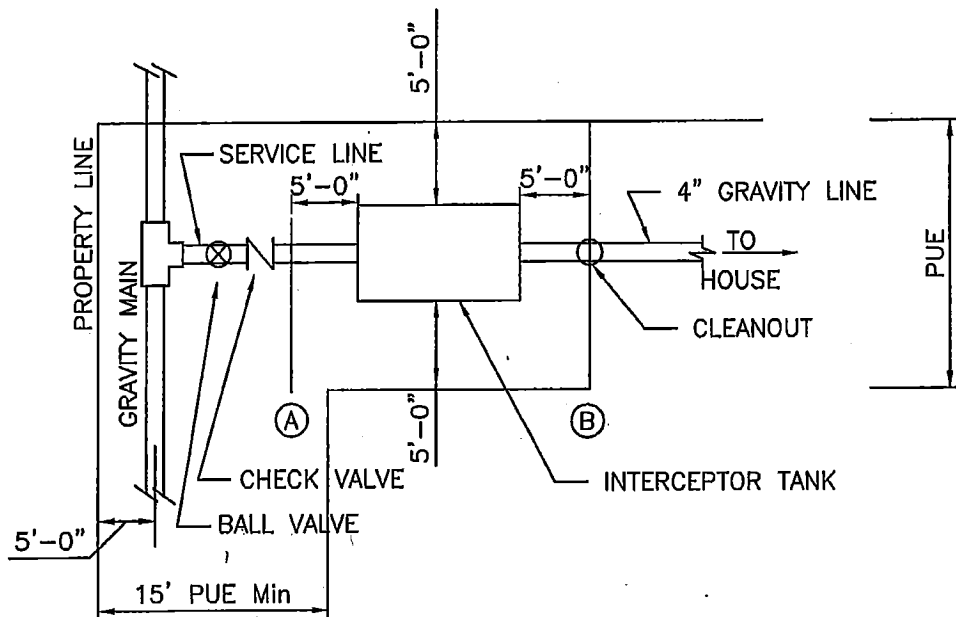 5'-0"
PROPERTY LINE
GRAVITY MAIN
SERVICE LINE
5'-0"
5'-0"
4" GRAVITY LINE
TO
HOUSE
PUE
CLEANOUT
A
B
5'-0"
CHECK VALVE
INTERCEPTOR TANK
BALL VALVE
5'-0"
15' PUE Min